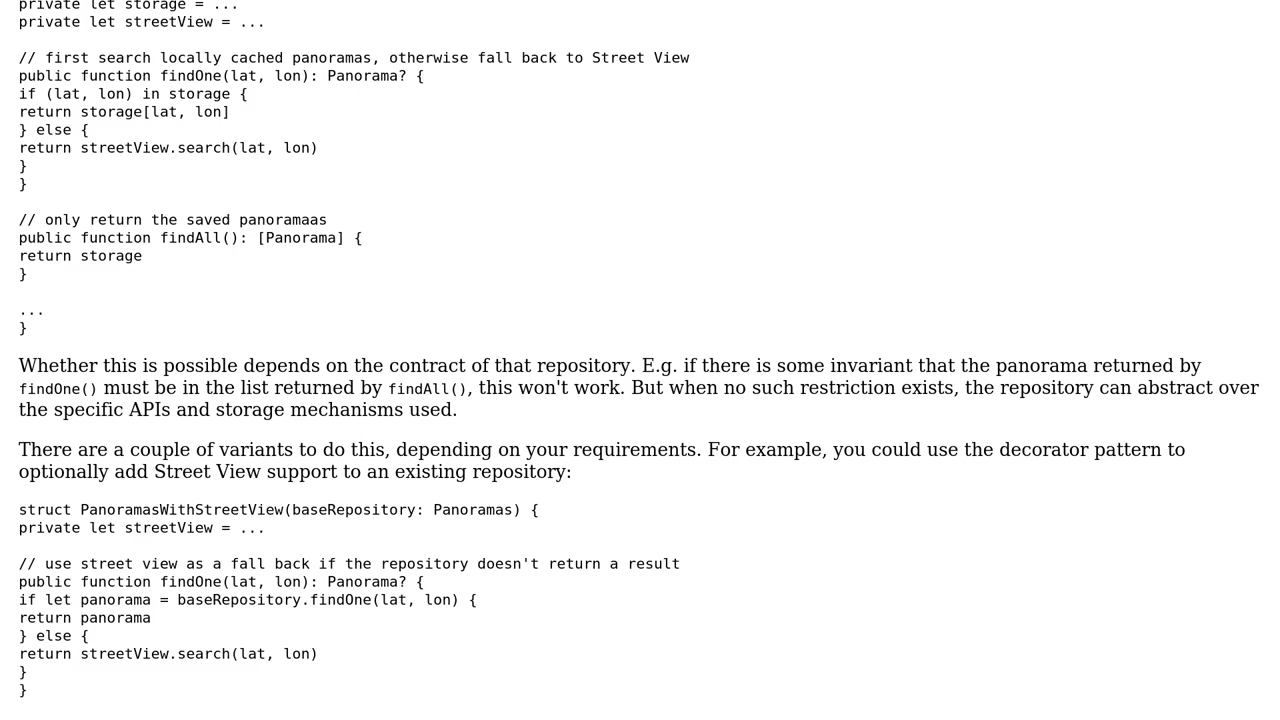 private let storage = ...
private let streetView = ...
// first search locally cached panoramas, otherwise fall back to Street View
public function findOne(lat, lon): Panorama? {
if (lat, lon) in storage {
return storage[lat, lon]
} else {
return streetView.search(lat, lon)
}
}
// only return the saved panoramaas
public function findAll(): [Panorama] {
return storage
}
...
}
Whether this is possible depends on the contract of that repository. E.g. if there is some invariant that the panorama returned by
findOne() must be in the list returned by findAll(), this won't work. But when no such restriction exists, the repository can abstract over
the specific APIs and storage mechanisms used.
There are a couple of variants to do this, depending on your requirements. For example, you could use the decorator pattern to
optionally add Street View support to an existing repository:
struct PanoramasWithStreetView(baseRepository: Panoramas) {
private let streetView = ...
// use street view as a fall back if the repository doesn't return a result
public function findOne(lat, lon): Panorama? {
if let panorama = baseRepository.findOne(lat, lon) {
return panorama
} else {
return streetView.search(lat, lon)
}
}